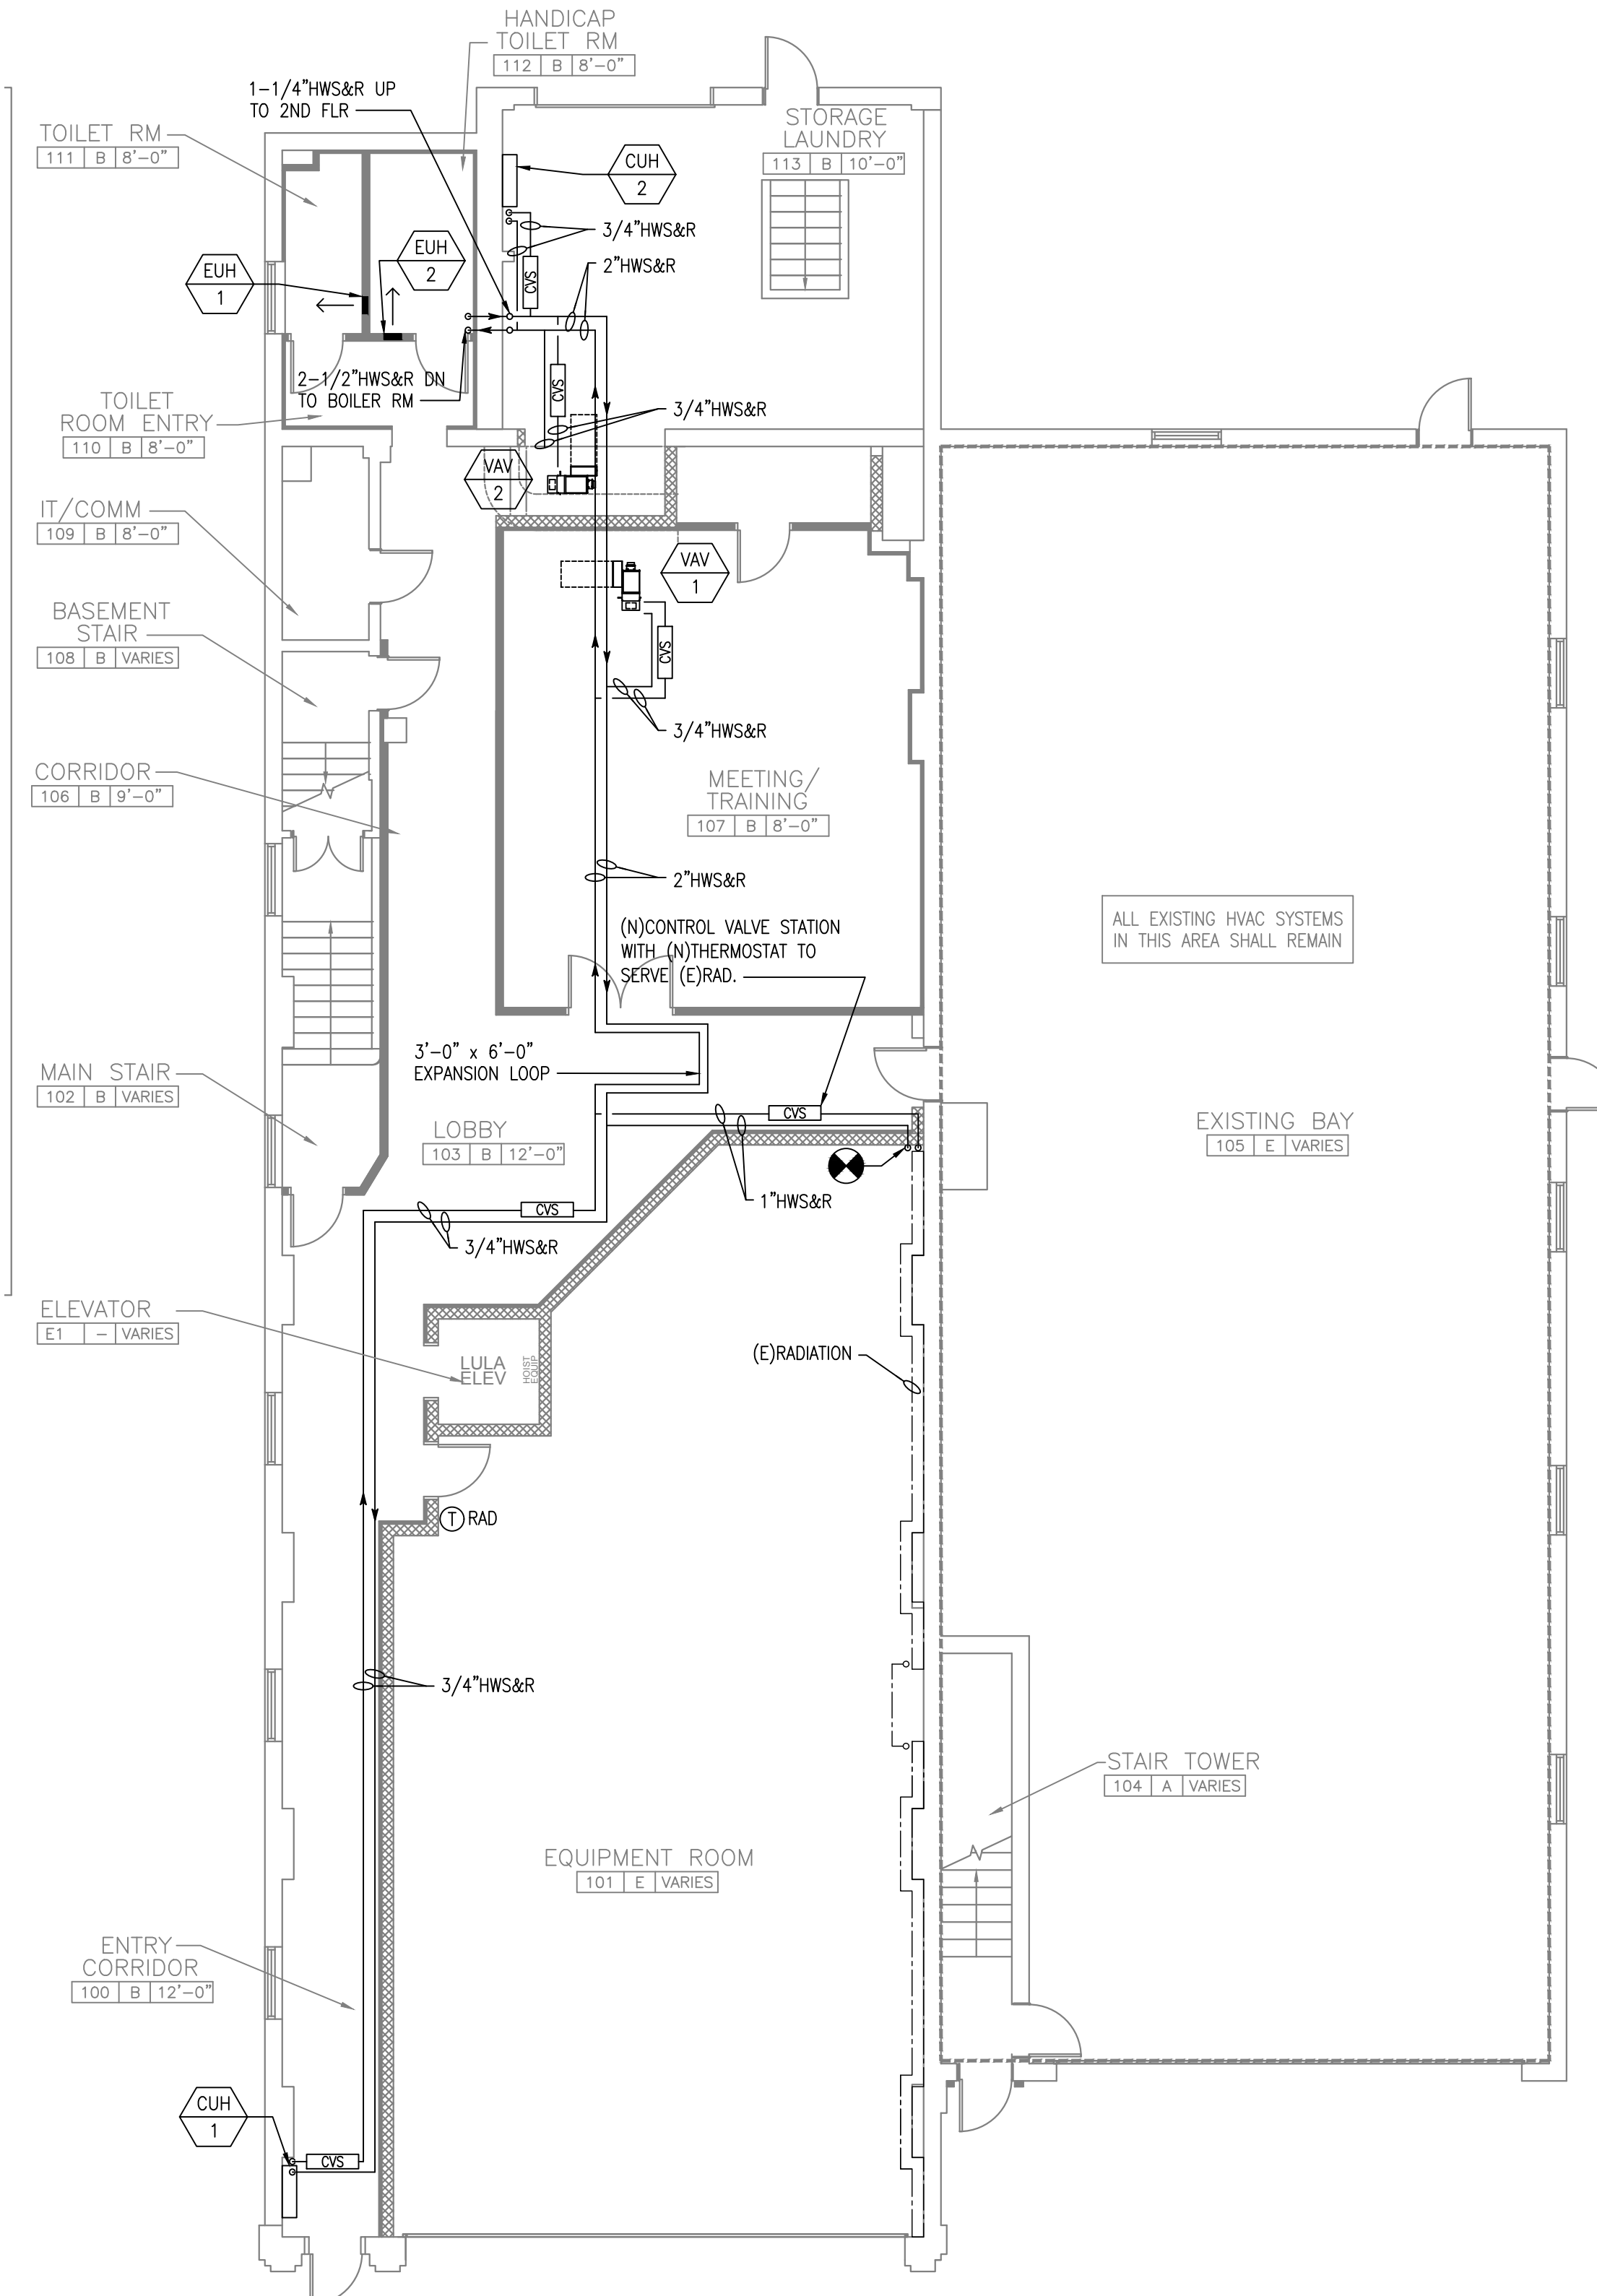 HANDICAP
TOILET RM
112 B 8'-0"
1-1/4"HWS&R UP
TO 2ND FLR
TOILET RM
111 B 8'-0"
STORAGE
LAUNDRY
113 B 10'-0"
CUH
2
3/4"HWS&R
EUH
2
EUH
1
CVS
2"HWS&R
2-1/2"HWS&R DN
TO BOILER RM
CVS
TOILET
ROOM ENTRY
110 B 8'-0"
3/4"HWS&R
VAV
2
IT/COMM
109 B 8'-0"
VAV
1
BASEMENT
STAIR
108 B VARIES
CVS
3/4"HWS&R
CORRIDOR
106 B 9'-0"
MEETING/
TRAINING
107 B 8'-0"
2"HWS&R
ALL EXISTING HVAC SYSTEMS
IN THIS AREA SHALL REMAIN
(N)CONTROL VALVE STATION
WITH (N)THERMOSTAT TO
SERVE (E)RAD.
3'-0" x 6'-0"
EXPANSION LOOP
MAIN STAIR
102 B VARIES
CVS
LOBBY
103 B 12'-0"
EXISTING BAY
105 E VARIES
1"HWS&R
CVS
3/4"HWS&R
ELEVATOR
E1 - VARIES
LULA
ELEV
HOIST
EQUIP
(E)RADIATION
T RAD
3/4"HWS&R
STAIR TOWER
104 A VARIES
EQUIPMENT ROOM
101 E VARIES
ENTRY
CORRIDOR
100 B 12'-0"
CUH
1
CVS